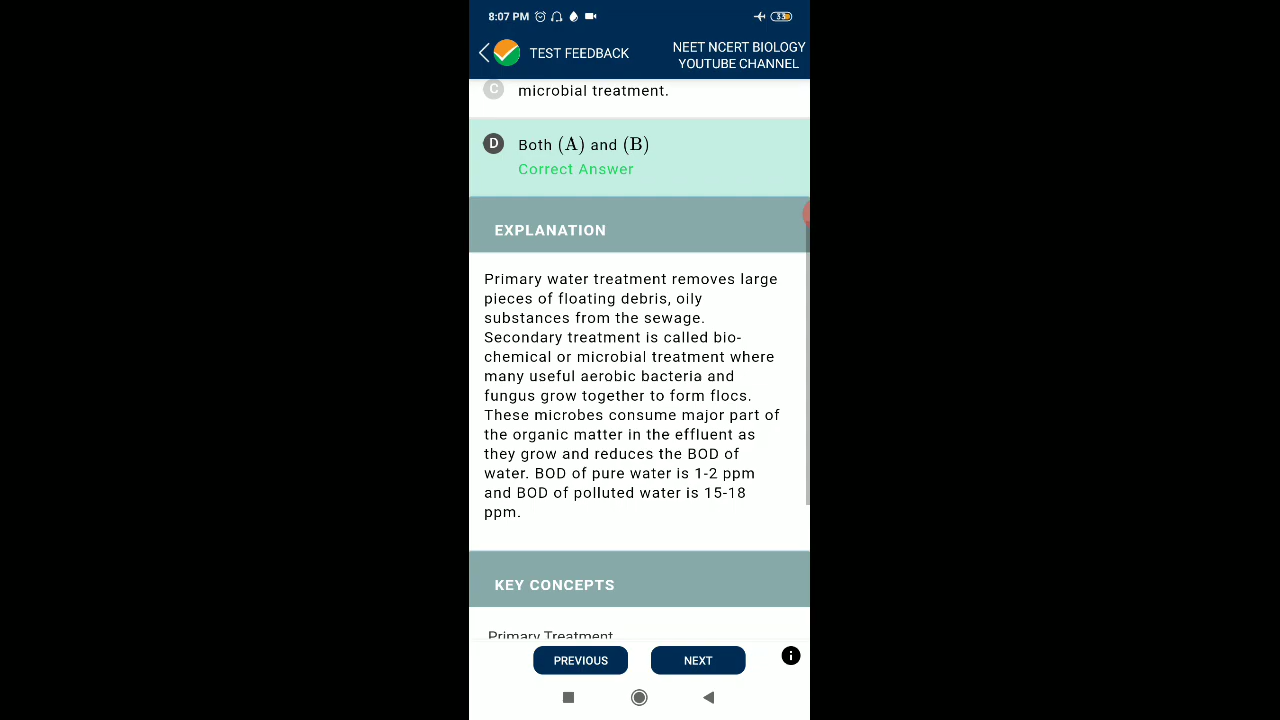 8:07 PM
33
TEST FEEDBACK
NEET NCERT BIOLOGY
YOUTUBE CHANNEL
C microbial treatment.
D Both (A) and (B)
Correct Answer
EXPLANATION
Primary water treatment removes large
pieces of floating debris, oily
substances from the sewage.
Secondary treatment is called bio-
chemical or microbial treatment where
many useful aerobic bacteria and
fungus grow together to form flocs.
These microbes consume major part of
the organic matter in the effluent as
they grow and reduces the BOD of
water. BOD of pure water is 1-2 ppm
and BOD of polluted water is 15-18
ppm.
KEY CONCEPTS
Primary Treatment
PREVIOUS
NEXT